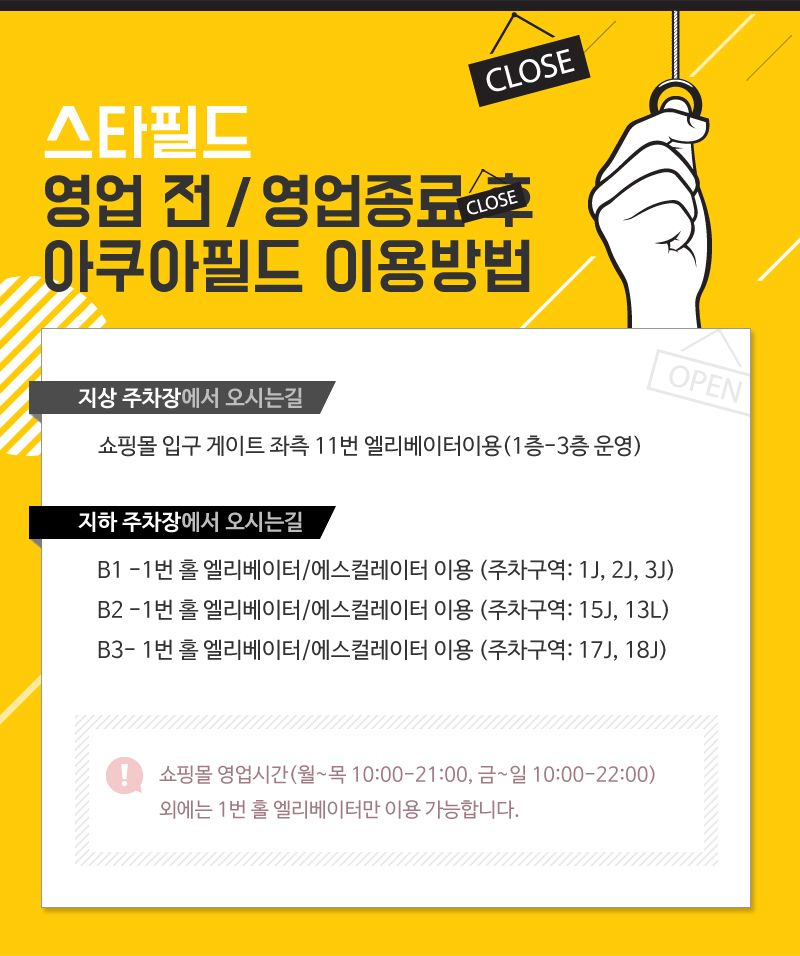 CLOSE
스타필드
영업 전 / 영업종료 후
CLOSE
아쿠아필드 이용방법
OPEN
지상 주차장에서 오시는길
쇼핑몰 입구 게이트 좌측 11번 엘리베이터이용(1층-3층 운영)
지하 주차장에서 오시는길
B1 -1번 홀 엘리베이터/에스컬레이터 이용 (주차구역: 1J, 2J, 3J)
B2 -1번 홀 엘리베이터/에스컬레이터 이용 (주차구역: 15J, 13L)
B3- 1번 홀 엘리베이터/에스컬레이터 이용 (주차구역: 17J, 18J)
! 쇼핑몰 영업시간(월~목 10:00-21:00, 금~일 10:00-22:00)
외에는 1번 홀 엘리베이터만 이용 가능합니다.